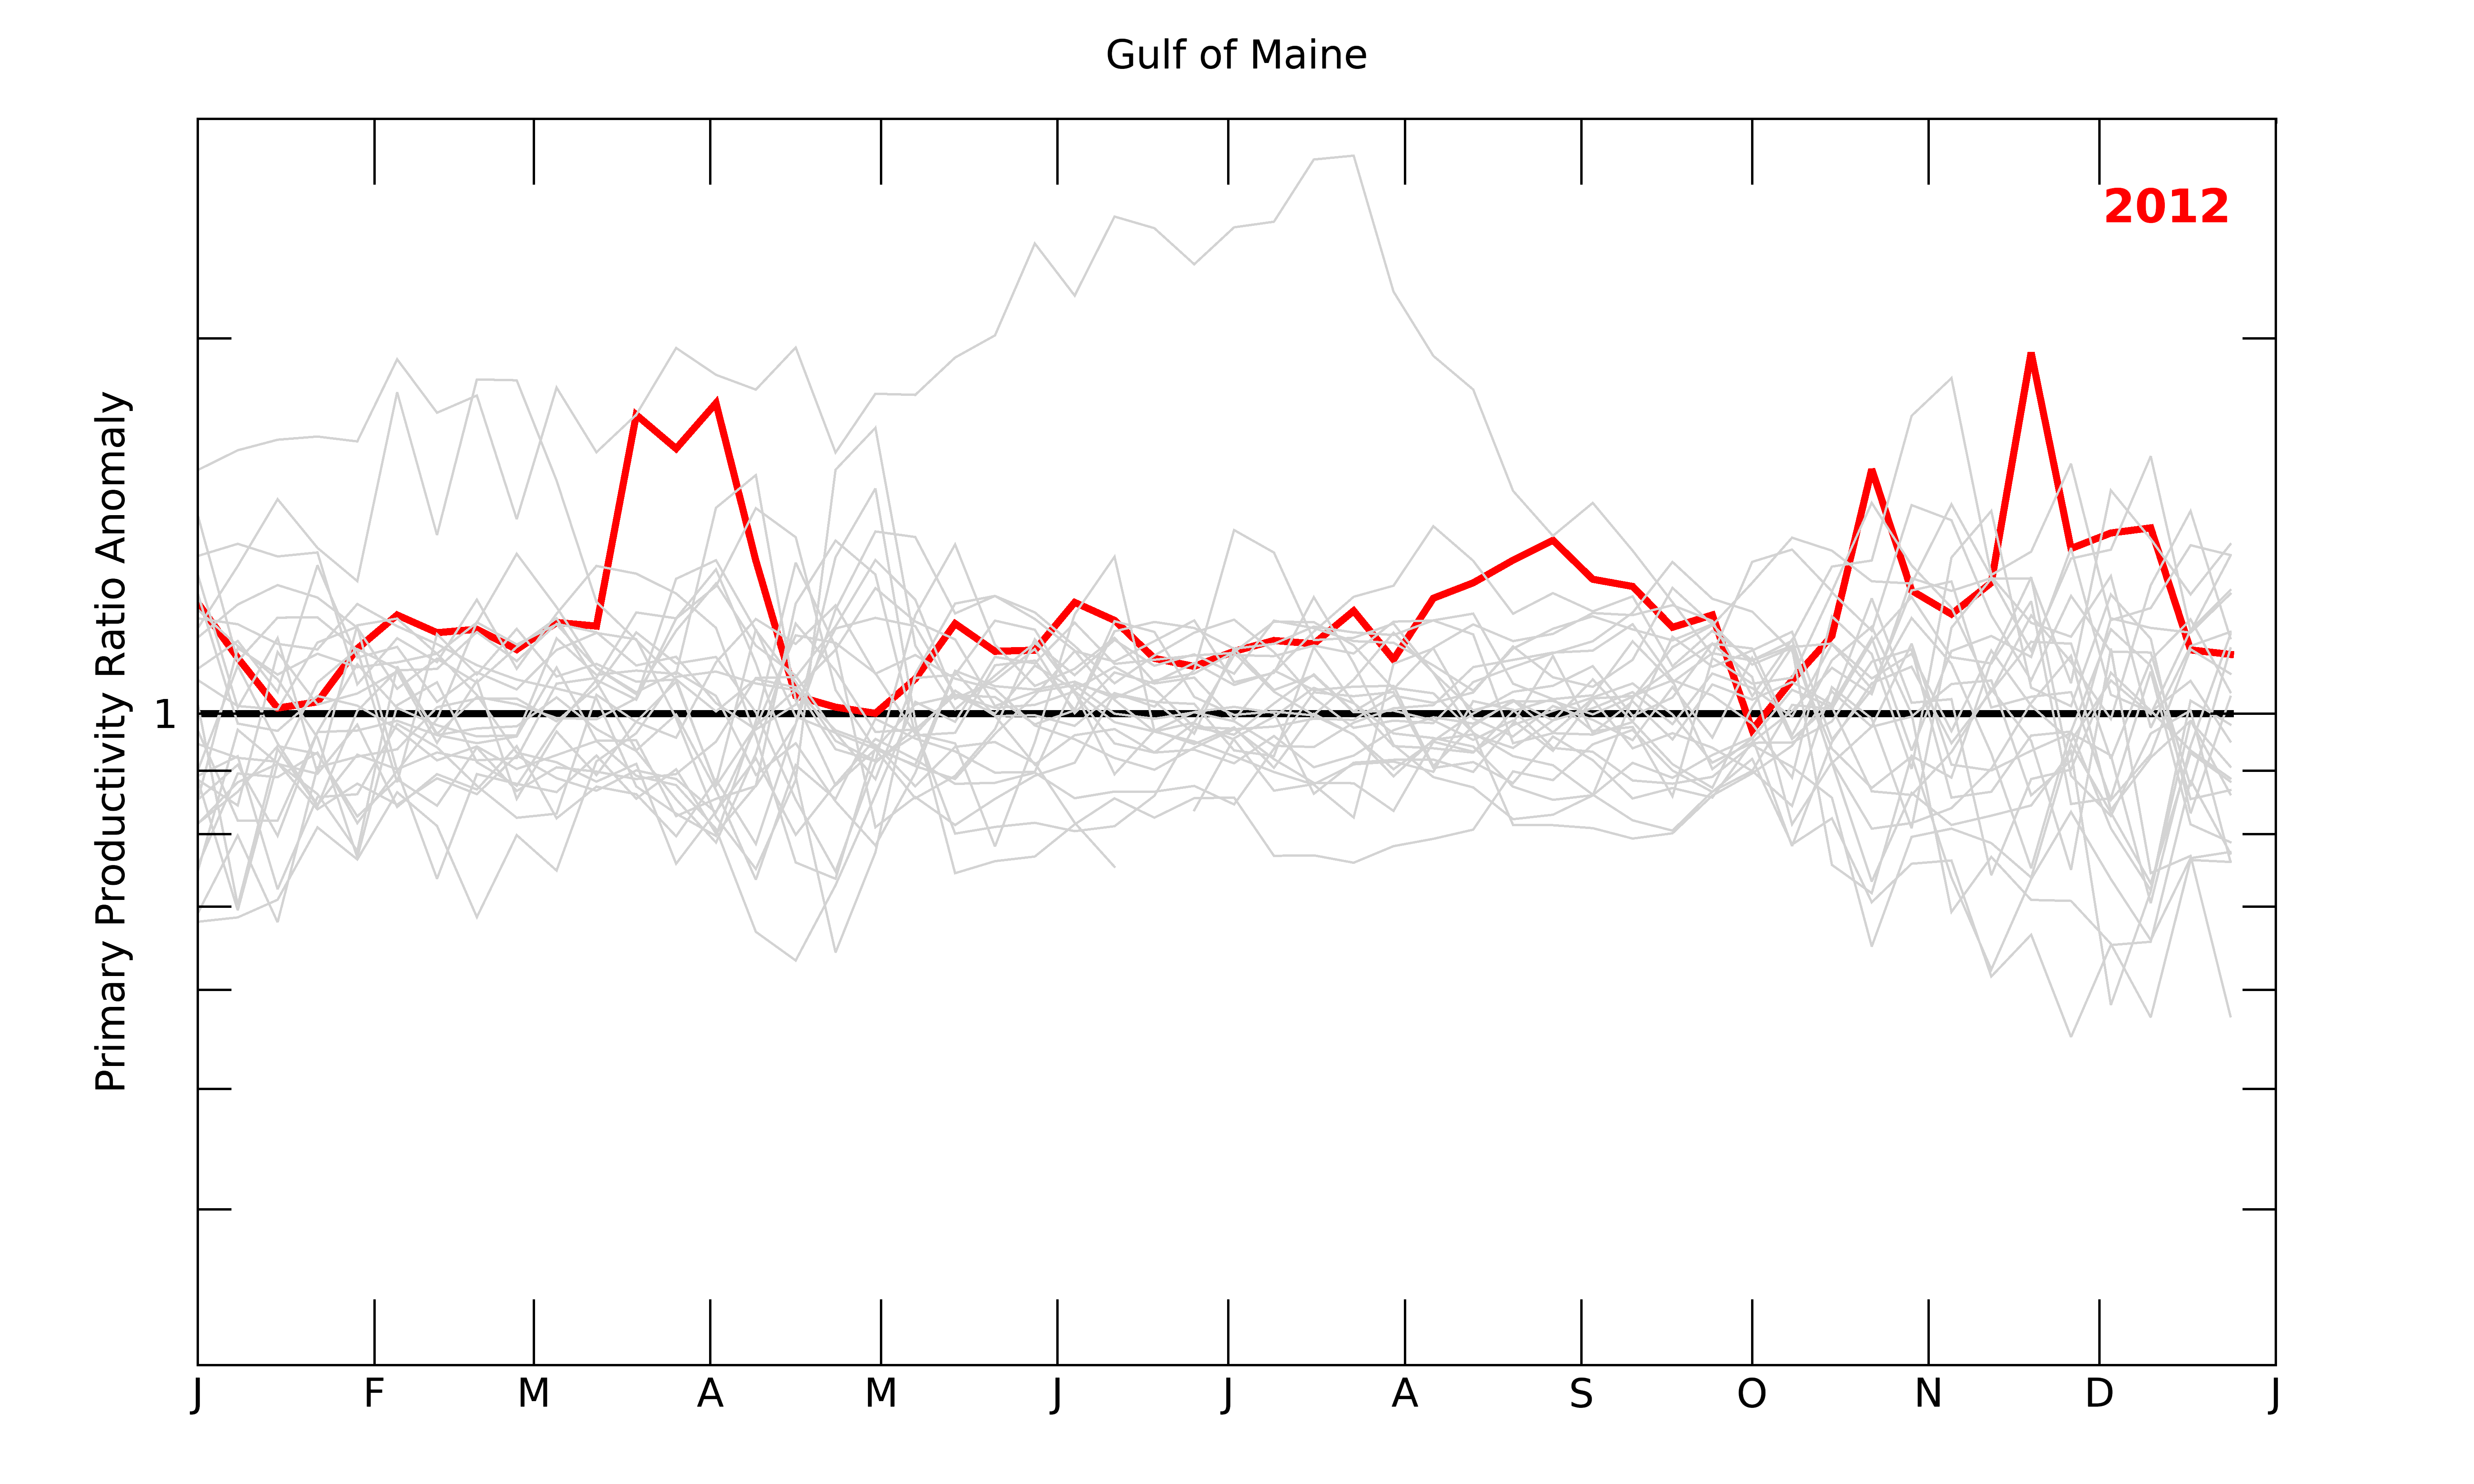 Gulf of Maine
2012
Primary Productivity Ratio Anomaly
1
J F M A M J J A S O N D J